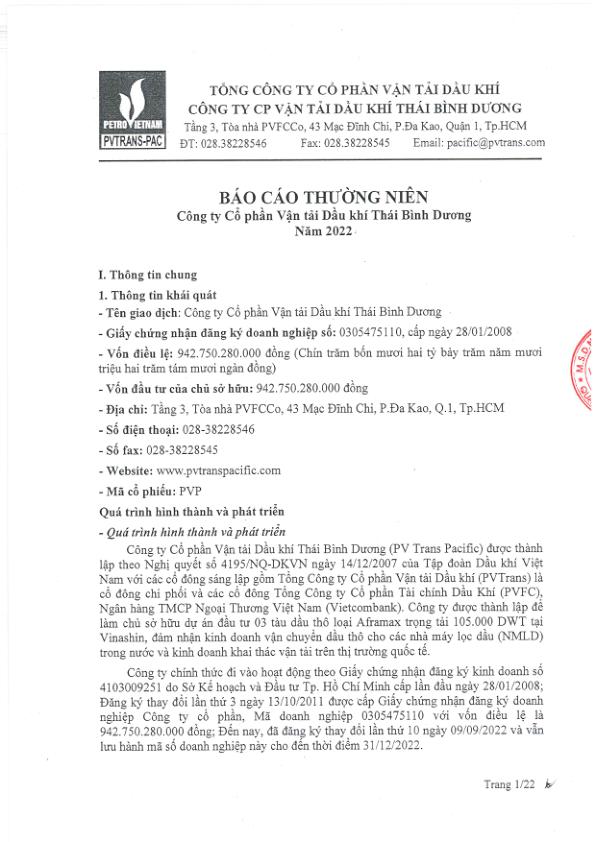 TỔNG CÔNG TY CỔ PHẦN VẬN TẢI DẦU KHÍ
CÔNG TY CP VẬN TẢI DẦU KHÍ THÁI BÌNH DƯƠNG
PETROVIETNAM
PVTRANS-PAC
Tầng 3, Tòa nhà PVFCCo, 43 Mạc Đĩnh Chi, P.Đa Kao, Quận 1, Tp.HCM
ĐT: 028.38228546 Fax: 028.38228545 Email: pacific@pvtrans.com
BÁO CÁO THƯỜNG NIÊN
Công ty Cổ phần Vận tải Dầu khí Thái Bình Dương
Năm 2022
I. Thông tin chung
1. Thông tin khái quát
- Tên giao dịch: Công ty Cổ phần Vận tải Dầu khí Thái Bình Dương
- Giấy chứng nhận đăng ký doanh nghiệp số: 0305475110, cấp ngày 28/01/2008
- Vốn điều lệ: 942.750.280.000 đồng (Chín trăm bốn mươi hai tỷ bảy trăm năm mươi
triệu hai trăm tám mươi ngàn đồng)
- Vốn đầu tư của chủ sở hữu: 942.750.280.000 đồng
- Địa chỉ: Tầng 3, Tòa nhà PVFCCo, 43 Mạc Đĩnh Chi, P.Đa Kao, Q.1, Tp.HCM
- Số điện thoại: 028-38228546
- Số fax: 028-38228545
- Website: www.pvtranspacific.com
- Mã cổ phiếu: PVP
Quá trình hình thành và phát triển
- Quá trình hình thành và phát triển
Công ty Cổ phần Vận tải Dầu khí Thái Bình Dương (PV Trans Pacific) được thành
lập theo Nghị quyết số 4195/NQ-DKVN ngày 14/12/2007 của Tập đoàn Dầu khí Việt
Nam với các cổ đông sáng lập gồm Tổng Công ty Cổ phần Vận tải Dầu khí (PVTrans) là
cổ đông chi phối và các cổ đông Tổng Công ty Cổ phần Tài chính Dầu Khí (PVFC),
Ngân hàng TMCP Ngoại Thương Việt Nam (Vietcombank). Công ty được thành lập để
làm chủ sở hữu dự án đầu tư 03 tàu dầu thô loại Aframax trọng tải 105.000 DWT tại
Vinashin, đảm nhận kinh doanh vận chuyển dầu thô cho các nhà máy lọc dầu (NMLD)
trong nước và kinh doanh khai thác vận tải trên thị trường quốc tế.
Công ty chính thức đi vào hoạt động theo Giấy chứng nhận đăng ký kinh doanh số
4103009251 do Sở Kế hoạch và Đầu tư Tp. Hồ Chí Minh cấp lần đầu ngày 28/01/2008;
Đăng ký thay đổi lần thứ 3 ngày 13/10/2011 được cấp Giấy chứng nhận đăng ký doanh
nghiệp Công ty cổ phần, Mã doanh nghiệp 0305475110 với vốn điều lệ là
942.750.280.000 đồng; Đến nay, đã đăng ký thay đổi lần thứ 10 ngày 09/09/2022 và vẫn
lưu hành mã số doanh nghiệp này cho đến thời điểm 31/12/2022.
Trang 1/22